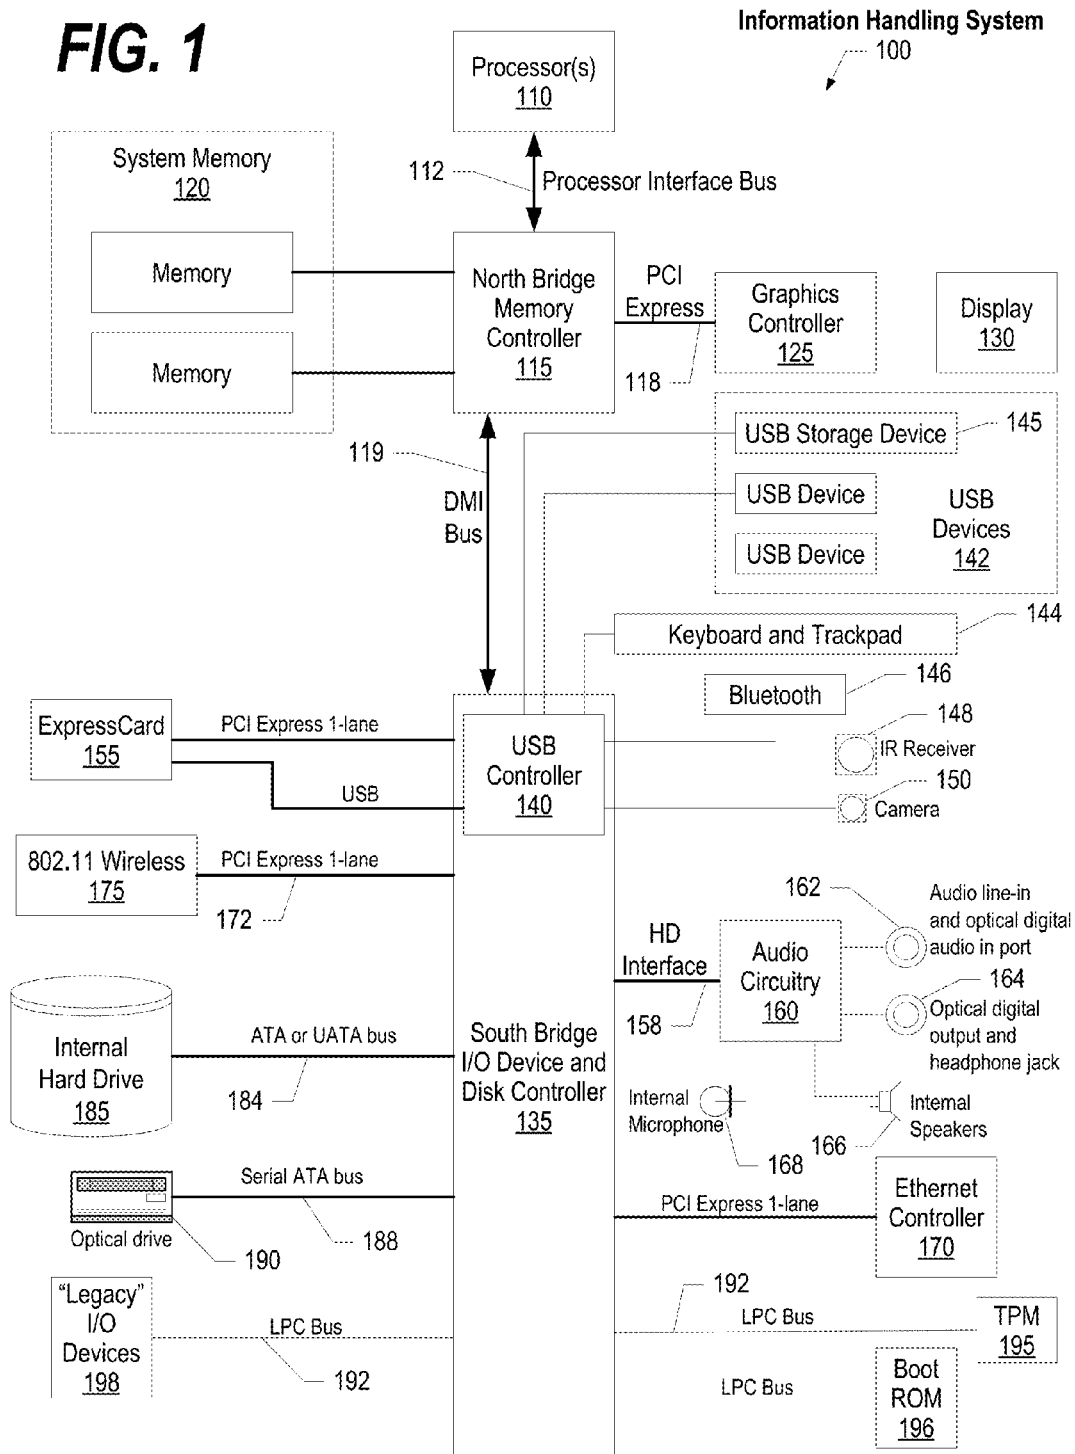 FIG. 1
Information Handling System
100
Processor(s)
110
112
Processor Interface Bus
System Memory
120
Memory
Memory
North Bridge
Memory
Controller
115
PCI
Express
118
Graphics
Controller
125
Display
130
119
DMI
Bus
USB Storage Device
145
USB Device
USB Device
USB
Devices
142
144
Keyboard and Trackpad
146
Bluetooth
148
IR Receiver
150
Camera
ExpressCard
155
PCI Express 1-lane
USB
USB
Controller
140
802.11 Wireless
175
PCI Express 1-lane
172
162
Audio line-in
and optical digital
audio in port
HD
Interface
158
Audio
Circuitry
160
164
Optical digital
output and
headphone jack
Internal
Hard Drive
185
ATA or UATA bus
184
South Bridge
I/O Device and
Disk Controller
135
Internal
Microphone
168
166
Internal
Speakers
Optical drive
190
Serial ATA bus
188
PCI Express 1-lane
Ethernet
Controller
170
"Legacy"
I/O
Devices
198
LPC Bus
192
192
LPC Bus
TPM
195
LPC Bus
Boot
ROM
196